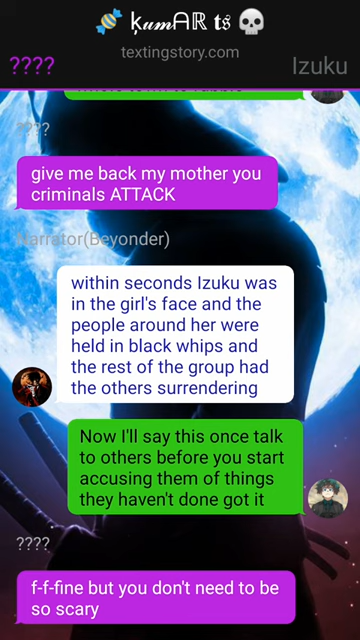 🍬 ķ𝓾𝓶ᗩℝ 𝐭𝔰 💀
textingstory.com
???? Izuku
????
give me back my mother you
criminals ATTACK
Narrator(Beyonder)
within seconds Izuku was
in the girl's face and the
people around her were
held in black whips and
the rest of the group had
the others surrendering
Now I'll say this once talk
to others before you start
accusing them of things
they haven't done got it
????
f-f-fine but you don't need to be
so scary